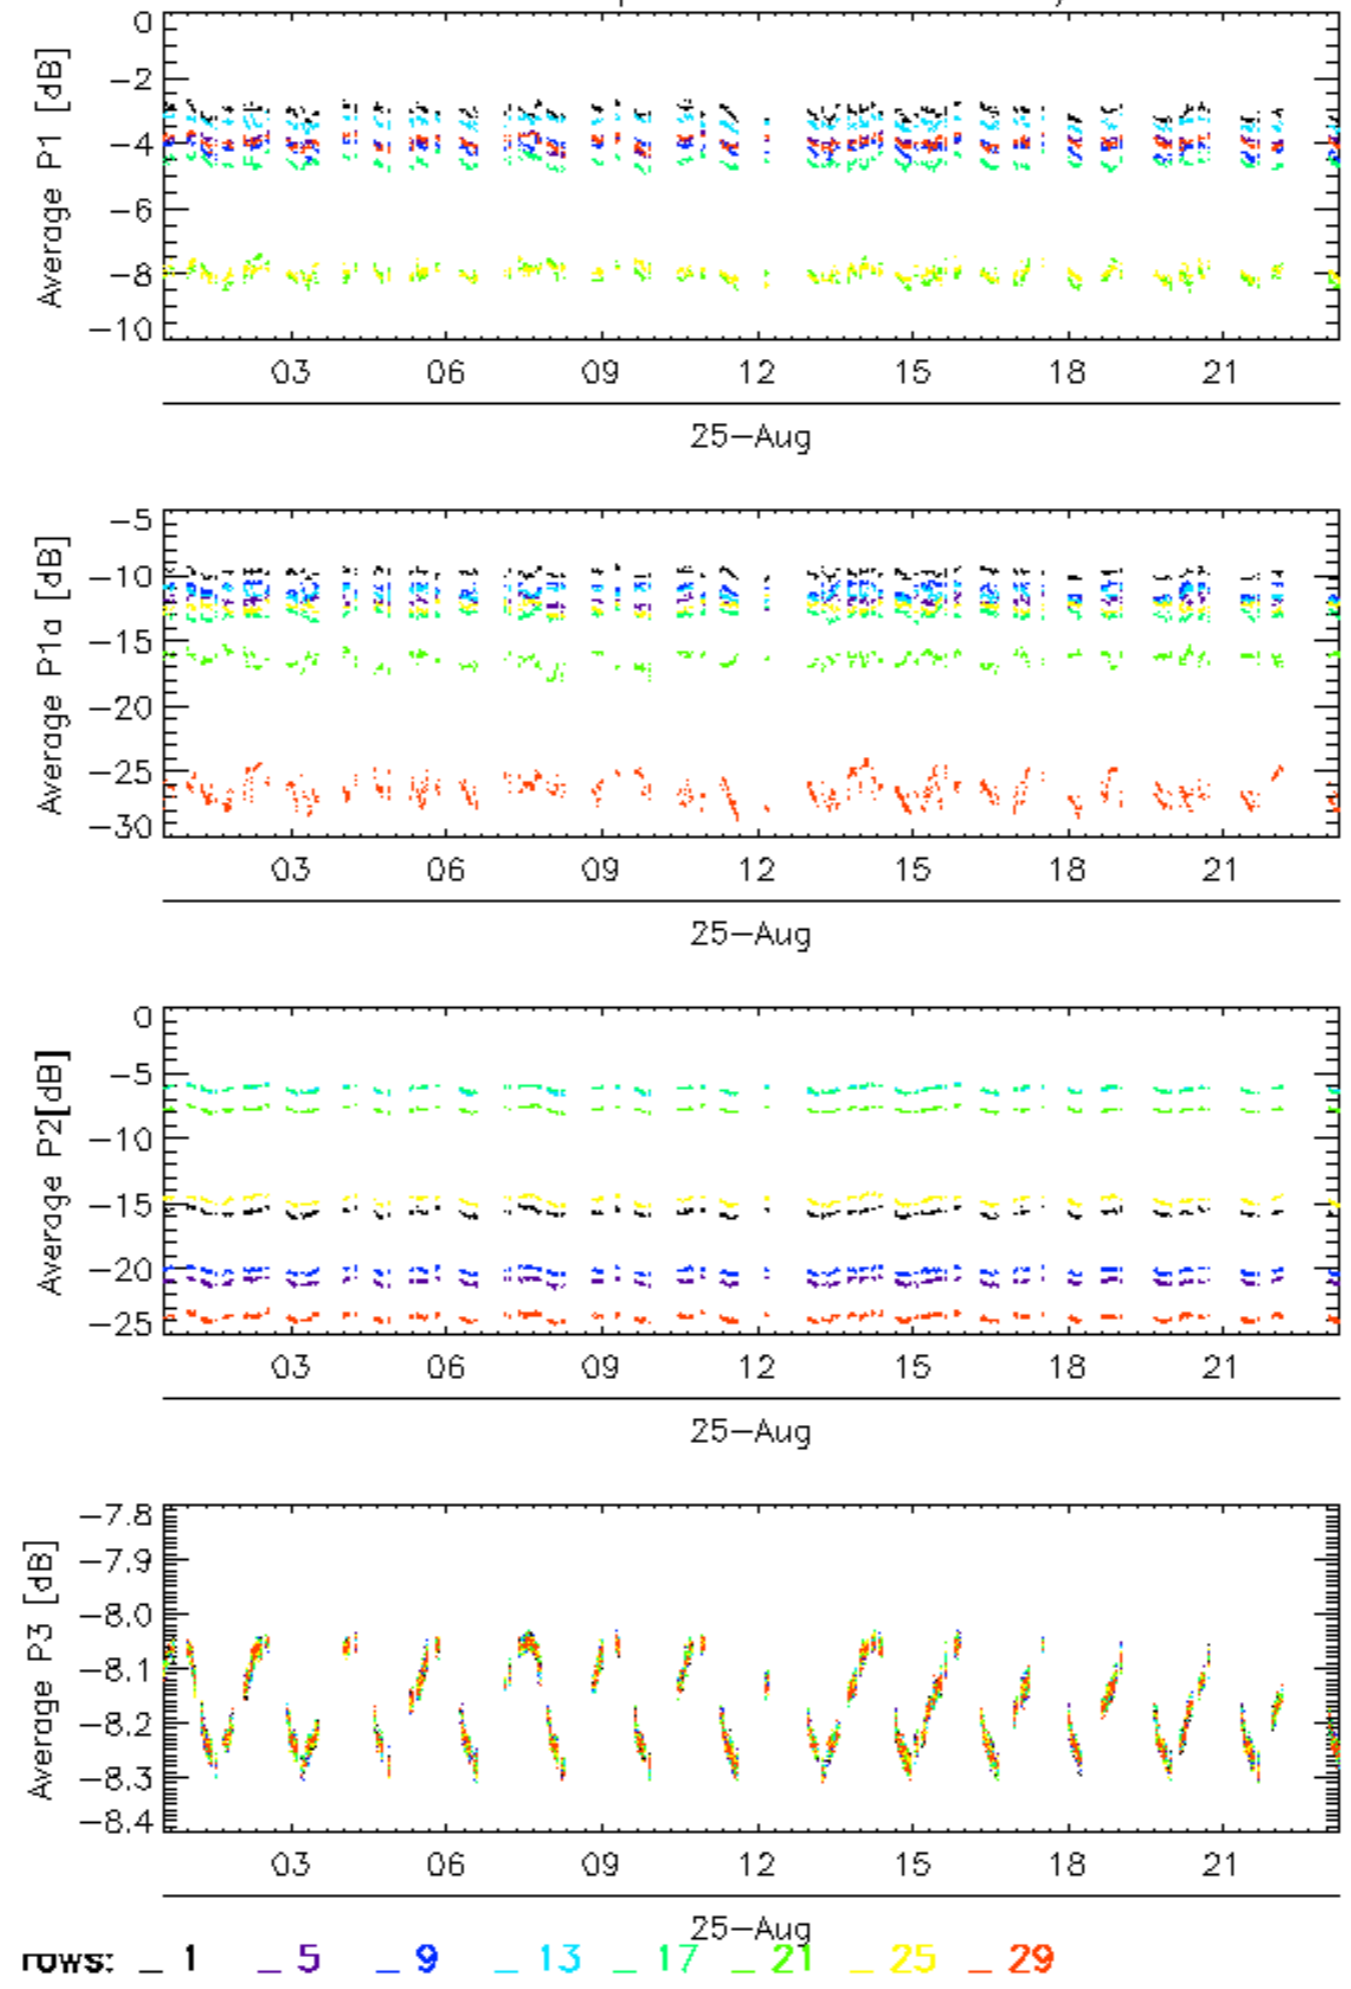 0
−2
−4
−6
−8
−10
Average P1 [dB]
03 06 09 12 15 18 21
25−Aug
−5
−10
−15
−20
−25
−30
Average P1a [dB]
03 06 09 12 15 18 21
25−Aug
0
−5
−10
−15
−20
−25
Average P2[dB]
03 06 09 12 15 18 21
25−Aug
−7.8
−7.9
−8.0
−8.1
−8.2
−8.3
−8.4
Average P3 [dB]
03 06 09 12 15 18 21
25−Aug
rows: _ 1 _ 5 _ 9 _ 13 _ 17 _ 21 _ 25 _ 29